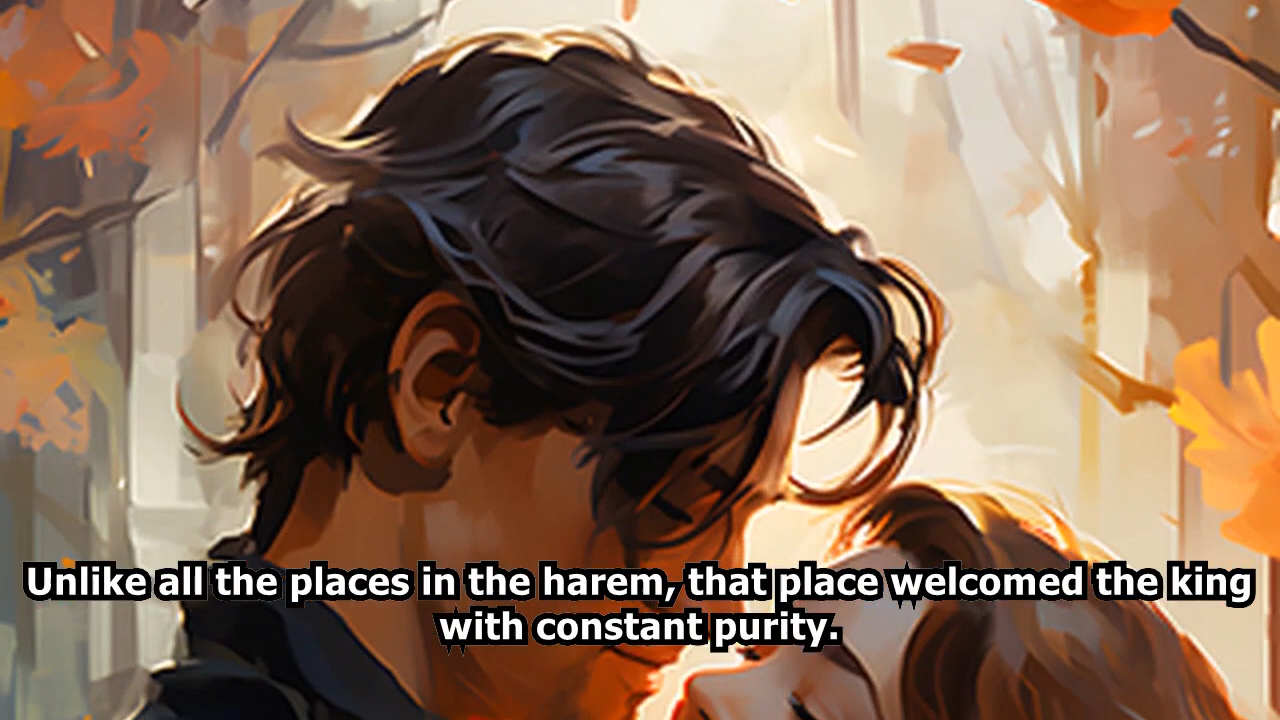 Unlike all the places in the harem, that place welcomed the king
with constant purity.